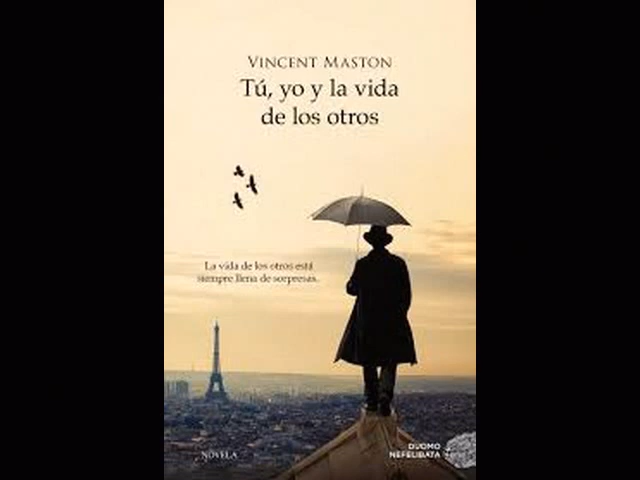 VINCENT MASTON
Tú, yo y la vida
de los otros
La vida de los otros está
siempre llena de sorpresas.
NOVELA
DUOMO
NEFELIBATA